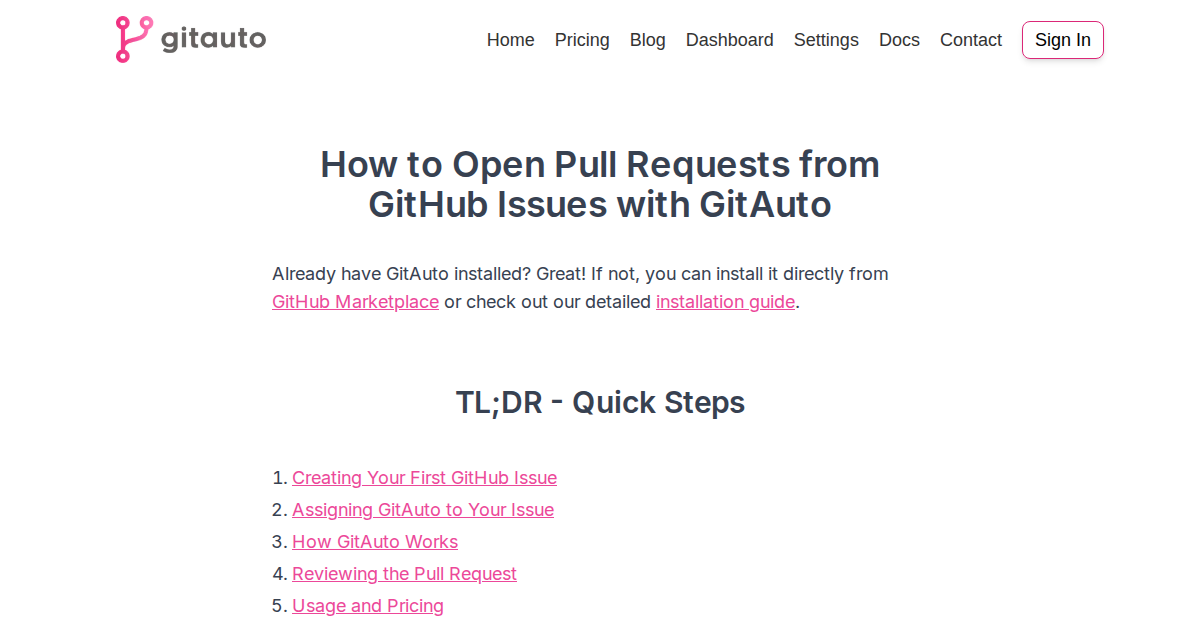 gitauto
Home Pricing Blog Dashboard Settings Docs Contact Sign In
How to Open Pull Requests from
GitHub Issues with GitAuto
Already have GitAuto installed? Great! If not, you can install it directly from
GitHub Marketplace or check out our detailed installation guide.
TL;DR - Quick Steps
1. Creating Your First GitHub Issue
2. Assigning GitAuto to Your Issue
3. How GitAuto Works
4. Reviewing the Pull Request
5. Usage and Pricing